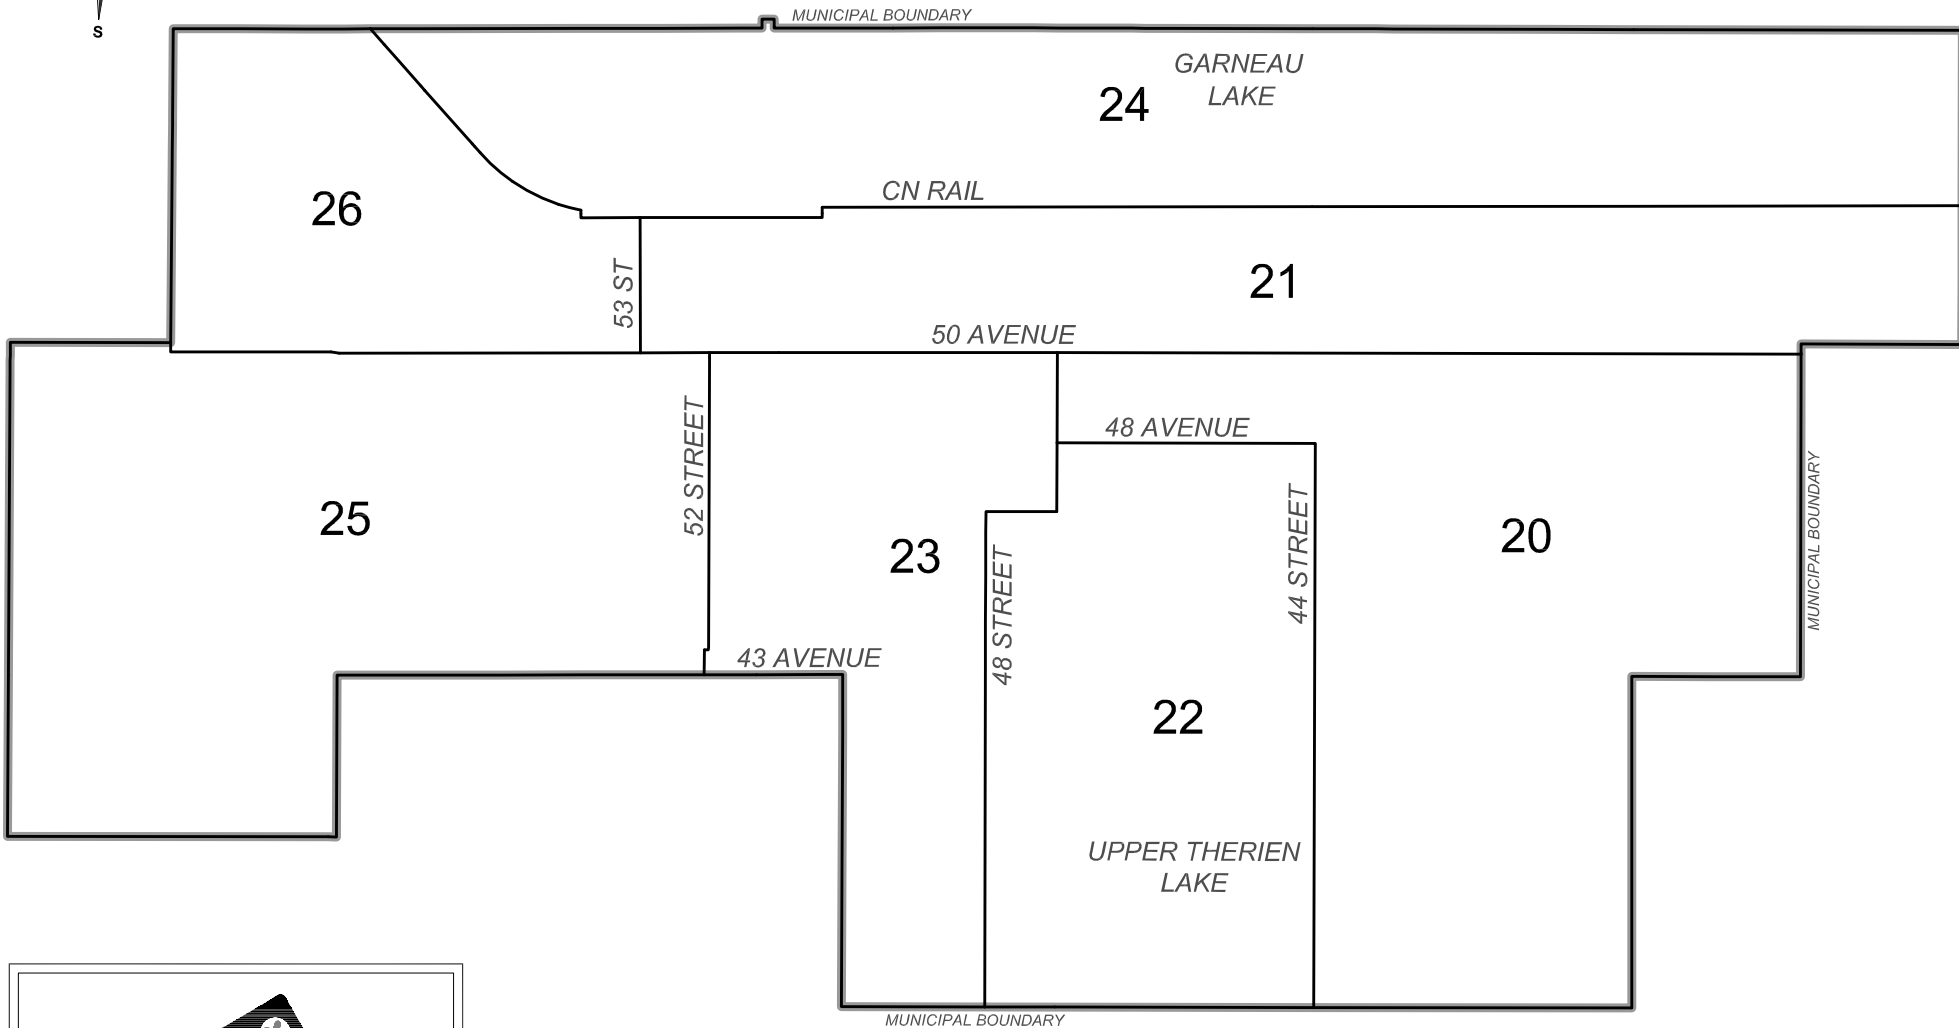 S
MUNICIPAL BOUNDARY
GARNEAU
LAKE
24
CN RAIL
26
53 ST
21
50 AVENUE
48 AVENUE
52 STREET
25
23
48 STREET
44 STREET
20
MUNICIPAL BOUNDARY
43 AVENUE
22
UPPER THERIEN
LAKE
MUNICIPAL BOUNDARY